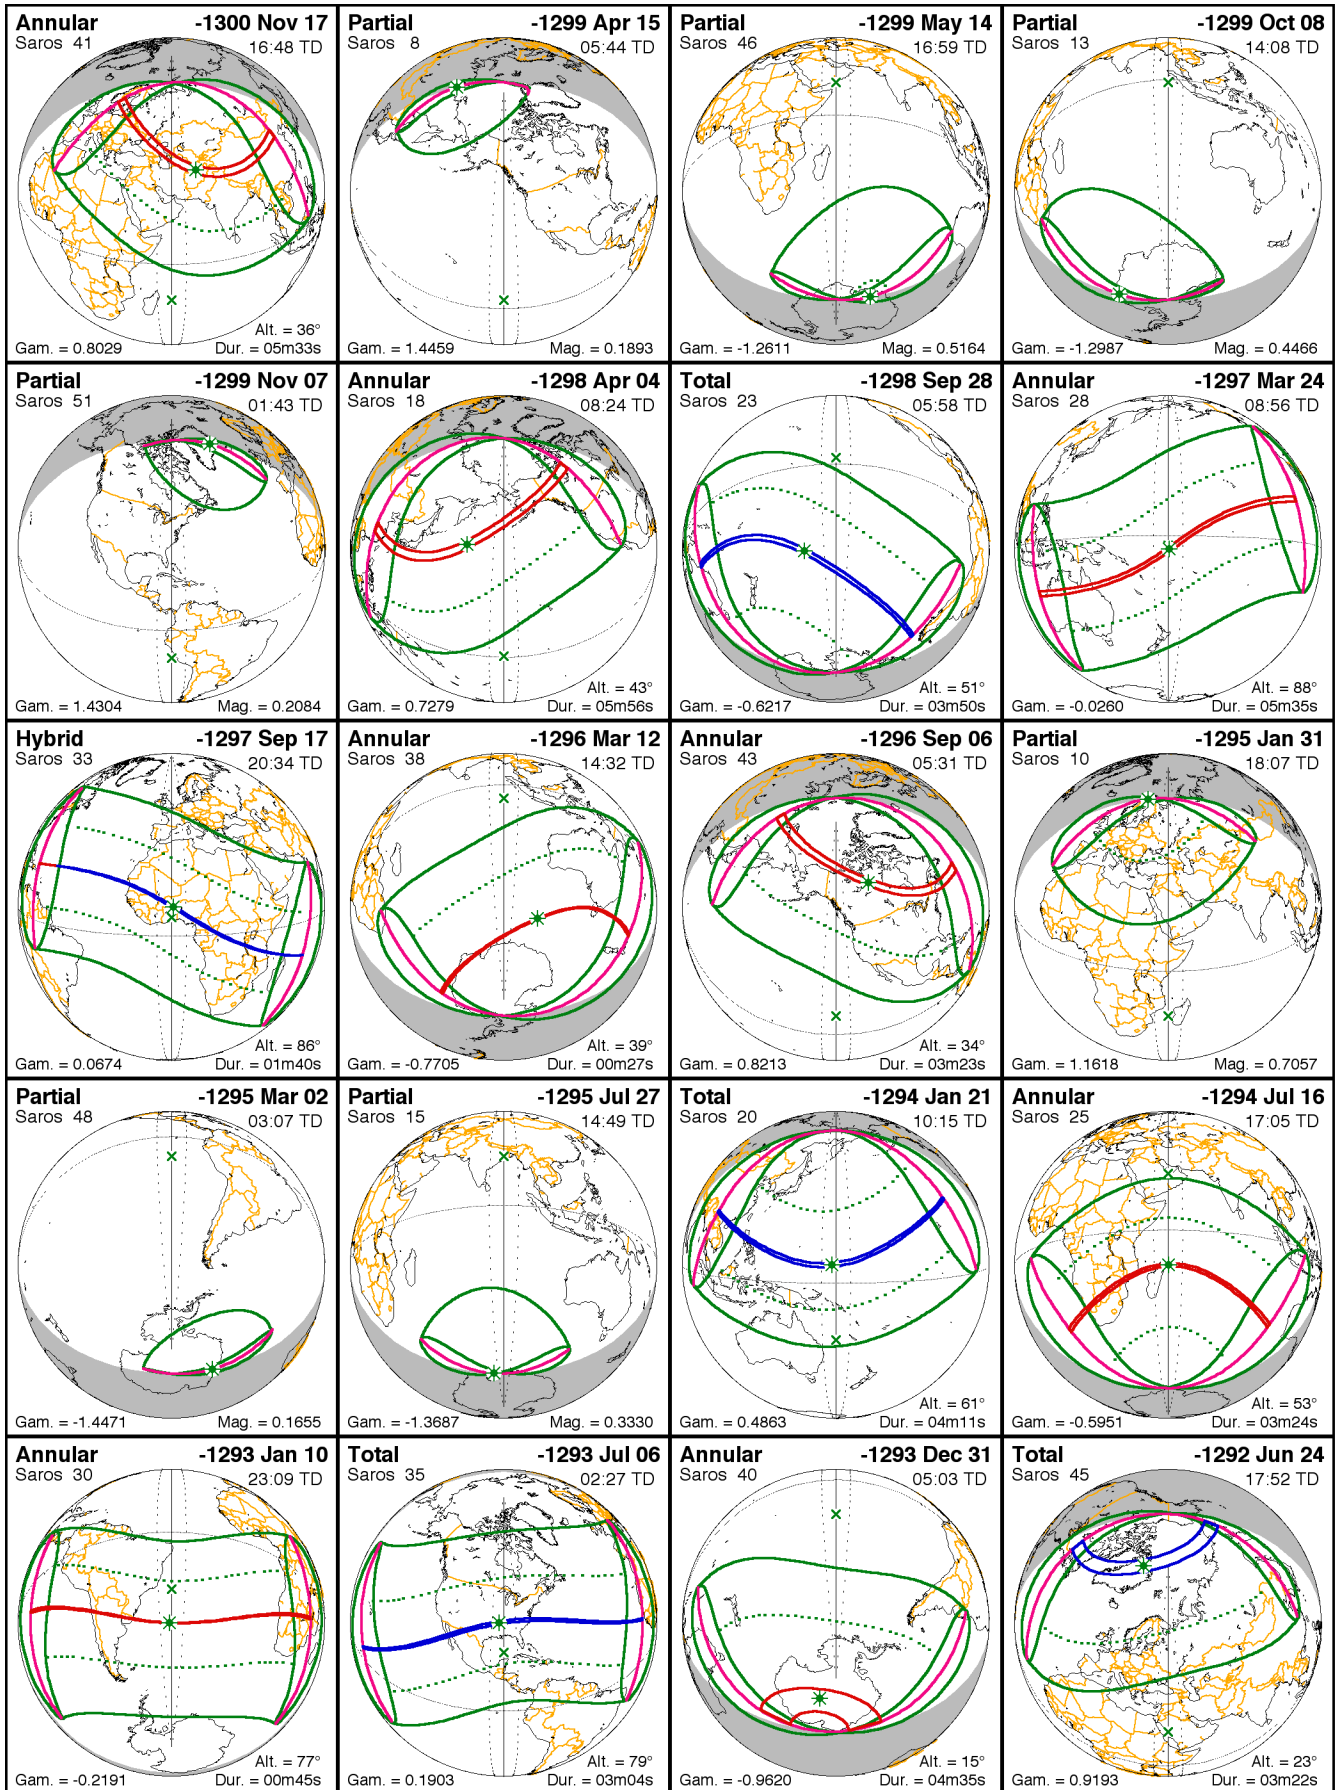 Annular -1300 Nov 17
Saros 41 16:48 TD
Alt. = 36°
Gam. = 0.8029 Dur. = 05m33s
Partial -1299 Apr 15
Saros 8 05:44 TD
Gam. = 1.4459 Mag. = 0.1893
Partial -1299 May 14
Saros 46 16:59 TD
Gam. = -1.2611 Mag. = 0.5164
Partial -1299 Oct 08
Saros 13 14:08 TD
Gam. = -1.2987 Mag. = 0.4466
Partial -1299 Nov 07
Saros 51 01:43 TD
Gam. = 1.4304 Mag. = 0.2084
Annular -1298 Apr 04
Saros 18 08:24 TD
Alt. = 43°
Gam. = 0.7279 Dur. = 05m56s
Total -1298 Sep 28
Saros 23 05:58 TD
Alt. = 51°
Gam. = -0.6217 Dur. = 03m50s
Annular -1297 Mar 24
Saros 28 08:56 TD
Alt. = 88°
Gam. = -0.0260 Dur. = 05m35s
Hybrid -1297 Sep 17
Saros 33 20:34 TD
Alt. = 86°
Gam. = 0.0674 Dur. = 01m40s
Annular -1296 Mar 12
Saros 38 14:32 TD
Alt. = 39°
Gam. = -0.7705 Dur. = 00m27s
Annular -1296 Sep 06
Saros 43 05:31 TD
Alt. = 34°
Gam. = 0.8213 Dur. = 03m23s
Partial -1295 Jan 31
Saros 10 18:07 TD
Gam. = 1.1618 Mag. = 0.7057
Partial -1295 Mar 02
Saros 48 03:07 TD
Gam. = -1.4471 Mag. = 0.1655
Partial -1295 Jul 27
Saros 15 14:49 TD
Gam. = -1.3687 Mag. = 0.3330
Total -1294 Jan 21
Saros 20 10:15 TD
Alt. = 61°
Gam. = 0.4863 Dur. = 04m11s
Annular -1294 Jul 16
Saros 25 17:05 TD
Alt. = 53°
Gam. = -0.5951 Dur. = 03m24s
Annular -1293 Jan 10
Saros 30 23:09 TD
Alt. = 77°
Gam. = -0.2191 Dur. = 00m45s
Total -1293 Jul 06
Saros 35 02:27 TD
Alt. = 79°
Gam. = 0.1903 Dur. = 03m04s
Annular -1293 Dec 31
Saros 40 05:03 TD
Alt. = 15°
Gam. = -0.9620 Dur. = 04m35s
Total -1292 Jun 24
Saros 45 17:52 TD
Alt. = 23°
Gam. = 0.9193 Dur. = 03m22s